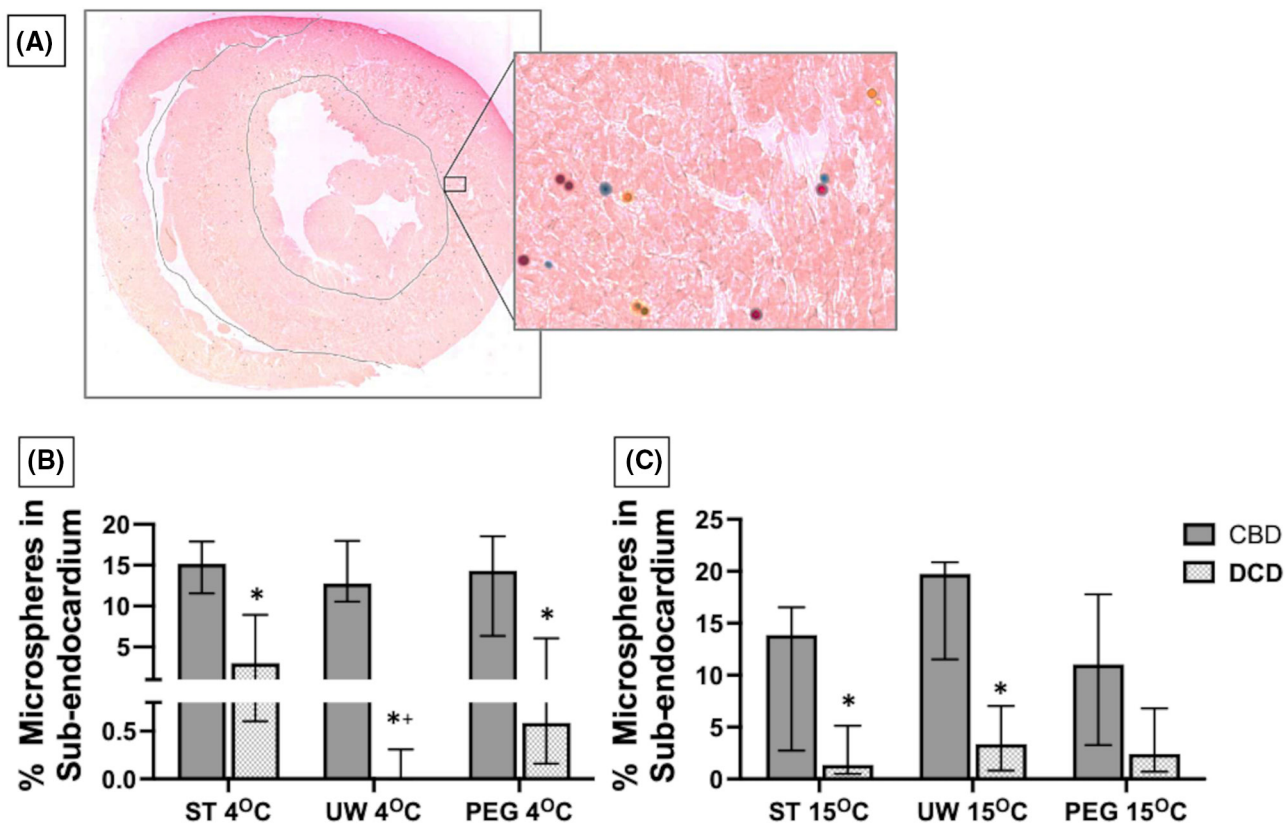 (A)
(B)
% Microspheres in
Sub-endocardium
20
15
10
5
0.5
0.0
*
*+
*
ST 4OC
UW 4OC
PEG 4OC
(C)
% Microspheres in
Sub-endocardium
25
20
15
10
5
0
*
*
ST 15OC
UW 15OC
PEG 15OC
CBD
DCD